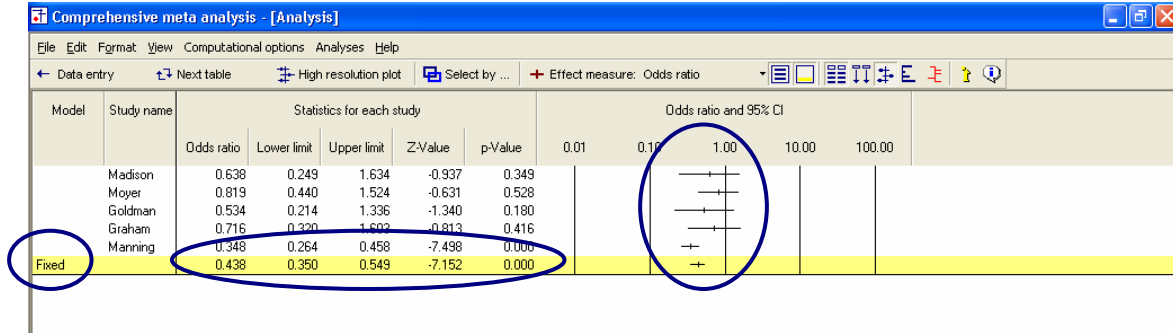 Comprehensive meta analysis - [Analysis]
File Edit Format View Computational options Analyses Help
← Data entry Next table High resolution plot Select by ... + Effect measure: Odds ratio
Model Study name Statistics for each study Odds ratio and 95% CI
Odds ratio Lower limit Upper limit Z-Value p-Value 0.01 0.10 1.00 10.00 100.00
Madison 0.638 0.249 1.634 -0.937 0.349
Moyer 0.819 0.440 1.524 -0.631 0.528
Goldman 0.534 0.214 1.336 -1.340 0.180
Graham 0.716 0.320 1.603 -0.813 0.416
Manning 0.348 0.264 0.458 -7.498 0.000
Fixed 0.438 0.350 0.549 -7.152 0.000